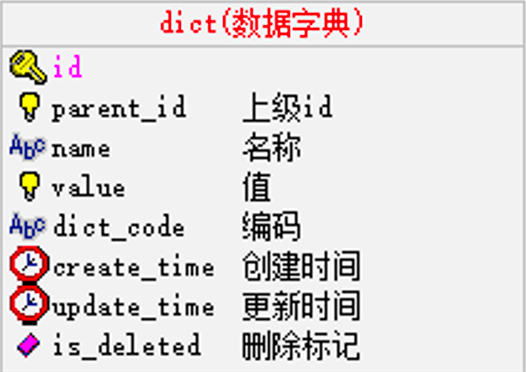 dict(数据字典)
id
parent_id 上级id
name 名称
value 值
dict_code 编码
create_time 创建时间
update_time 更新时间
is_deleted 删除标记